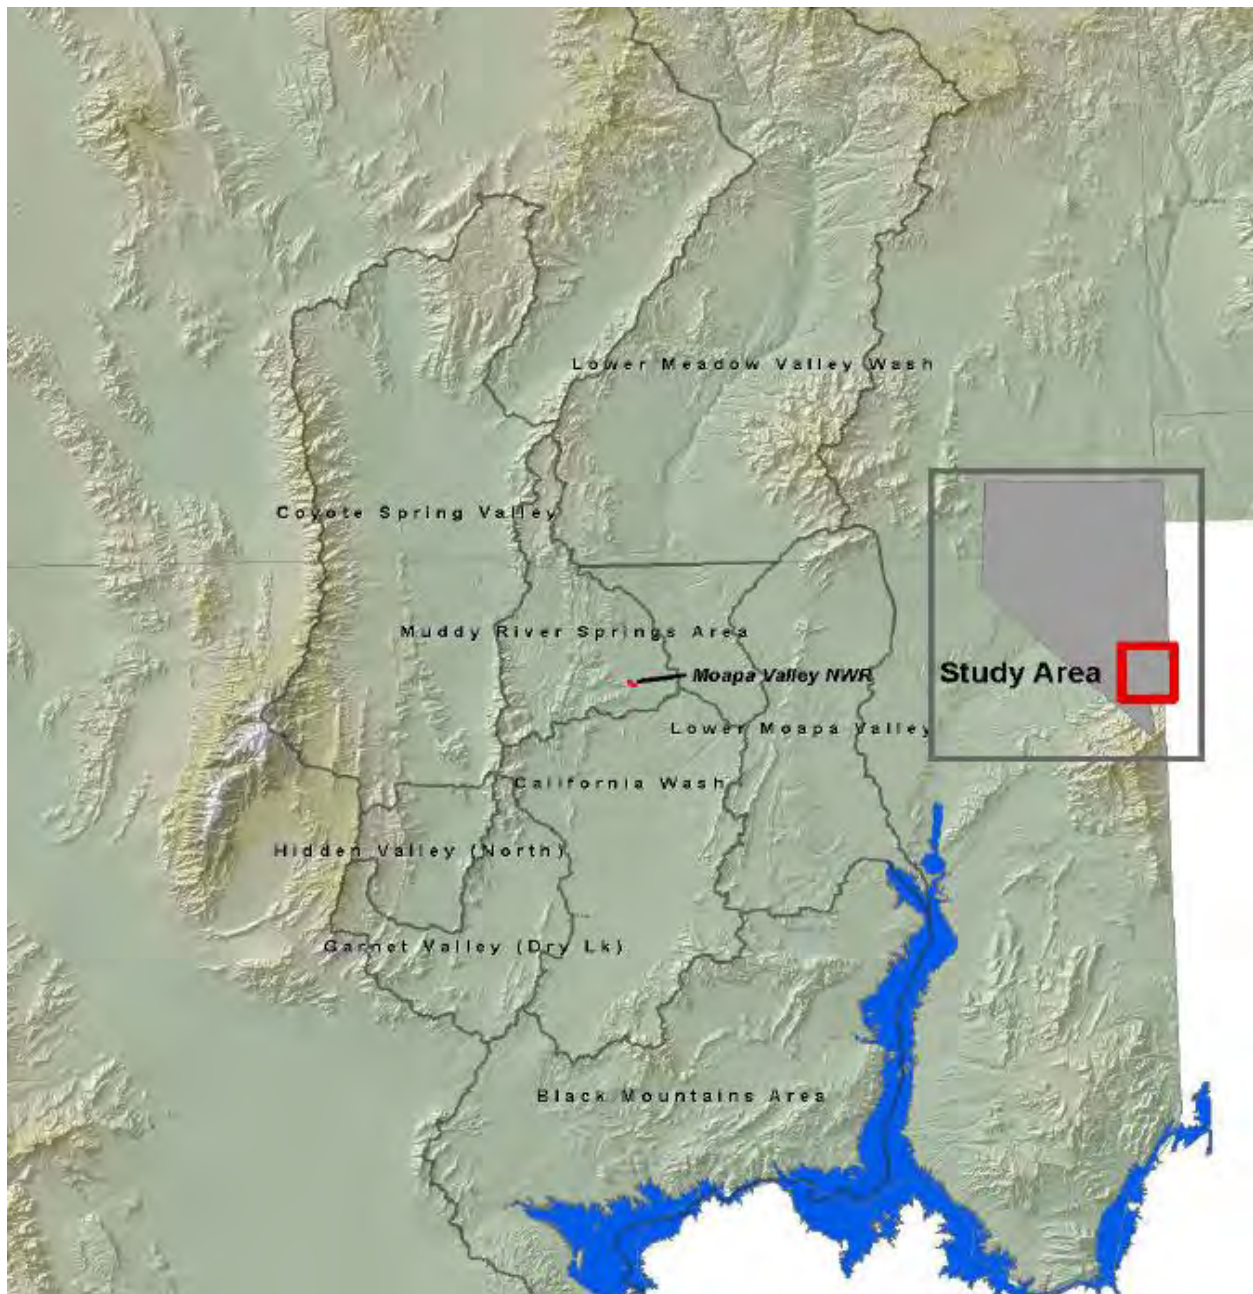 Lower Meadow Valley Wash
Coyote Spring Valley
Muddy River Springs Area
Moapa Valley NWR
Study Area
Lower Moapa Valley
California Wash
Hidden Valley (North)
Garnet Valley (Dry Lk)
Black Mountains Area